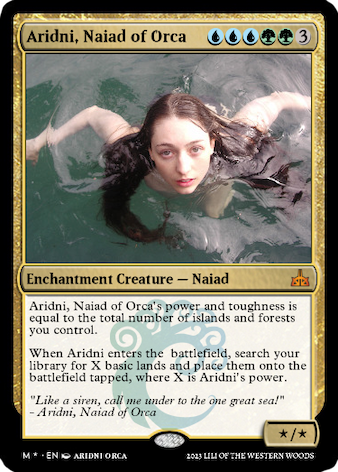 Aridni, Naiad of Orca 3
Enchantment Creature — Naiad
Aridni, Naiad of Orca's power and toughness is
equal to the total number of islands and forests
you control.
When Aridni enters the battlefield, search your
library for X basic lands and place them onto the
battlefield tapped, where X is Aridni's power.
"Like a siren, call me under to the one great sea!"
- Aridni, Naiad of Orca
★/★
M * • EN ARIDNI ORCA 2023 LILI OF THE WESTERN WOODS